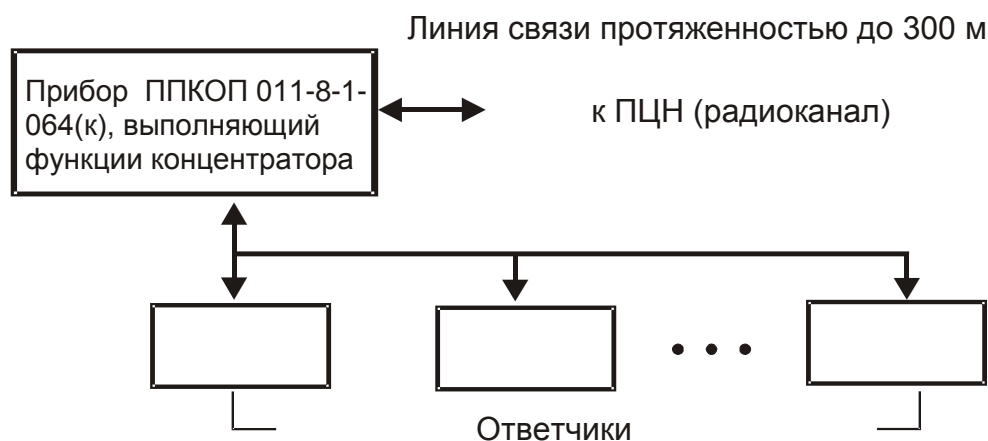 Линия связи протяженностью до 300 м
Прибор ППКОП 011-8-1-
064(к), выполняющий
функции концентратора
к ПЦН (радиоканал)
Ответчики